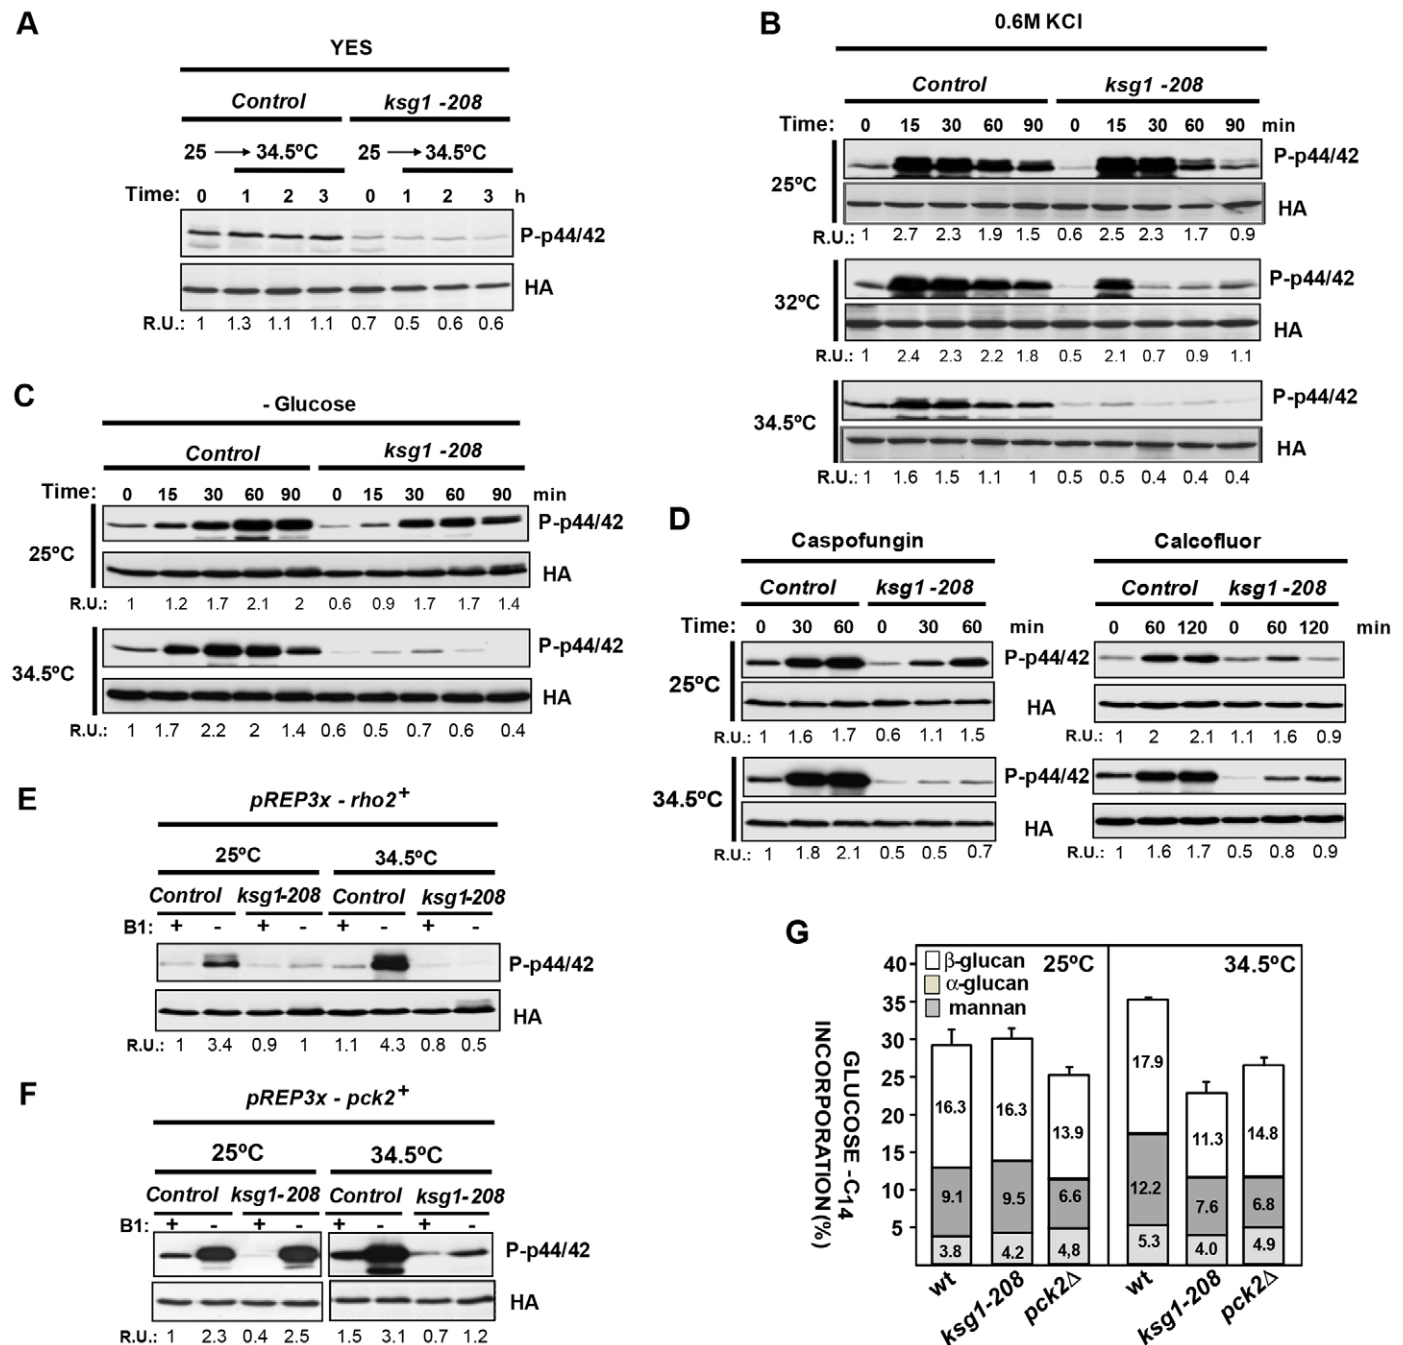 A
YES
Control ksg1 -208
25 → 34.5ºC 25 → 34.5ºC
Time: 0 1 2 3 0 1 2 3 h
P-p44/42
HA
R.U.: 1 1.3 1.1 1.1 0.7 0.5 0.6 0.6
B
0.6M KCl
Control ksg1 -208
Time: 0 15 30 60 90 0 15 30 60 90 min
25ºC
P-p44/42
HA
R.U.: 1 2.7 2.3 1.9 1.5 0.6 2.5 2.3 1.7 0.9
32ºC
P-p44/42
HA
R.U.: 1 2.4 2.3 2.2 1.8 0.5 2.1 0.7 0.9 1.1
34.5ºC
P-p44/42
HA
R.U.: 1 1.6 1.5 1.1 1 0.5 0.5 0.4 0.4 0.4
C
- Glucose
Control ksg1 -208
Time: 0 15 30 60 90 0 15 30 60 90 min
25ºC
P-p44/42
HA
R.U.: 1 1.2 1.7 2.1 2 0.6 0.9 1.7 1.7 1.4
34.5ºC
P-p44/42
HA
R.U.: 1 1.7 2.2 2 1.4 0.6 0.5 0.7 0.6 0.4
D
Caspofungin Calcofluor
Control ksg1 -208 Control ksg1 -208
Time: 0 30 60 0 30 60 min 0 60 120 0 60 120 min
25ºC
P-p44/42
HA
R.U.: 1 1.6 1.7 0.6 1.1 1.5 R.U.: 1 2 2.1 1.1 1.6 0.9
34.5ºC
P-p44/42
HA
R.U.: 1 1.8 2.1 0.5 0.5 0.7 R.U.: 1 1.6 1.7 0.5 0.8 0.9
E
pREP3x - rho2+
25ºC 34.5ºC
Control ksg1-208 Control ksg1-208
B1: + - + - + - + -
P-p44/42
HA
R.U.: 1 3.4 0.9 1 1.1 4.3 0.8 0.5
F
pREP3x - pck2+
25ºC 34.5ºC
Control ksg1-208 Control ksg1-208
B1: + - + - + - + -
P-p44/42
HA
R.U.: 1 2.3 0.4 2.5 1.5 3.1 0.7 1.2
G
GLUCOSE -C14
INCORPORATION (%)
40
35
30
25
20
15
10
5
β-glucan
α-glucan
mannan
25ºC 34.5ºC
16.3 16.3 13.9 17.9 11.3 14.8
9.1 9.5 6.6 12.2 7.6 6.8
3.8 4.2 4,8 5.3 4.0 4.9
wt ksg1-208 pck2Δ wt ksg1-208 pck2Δ